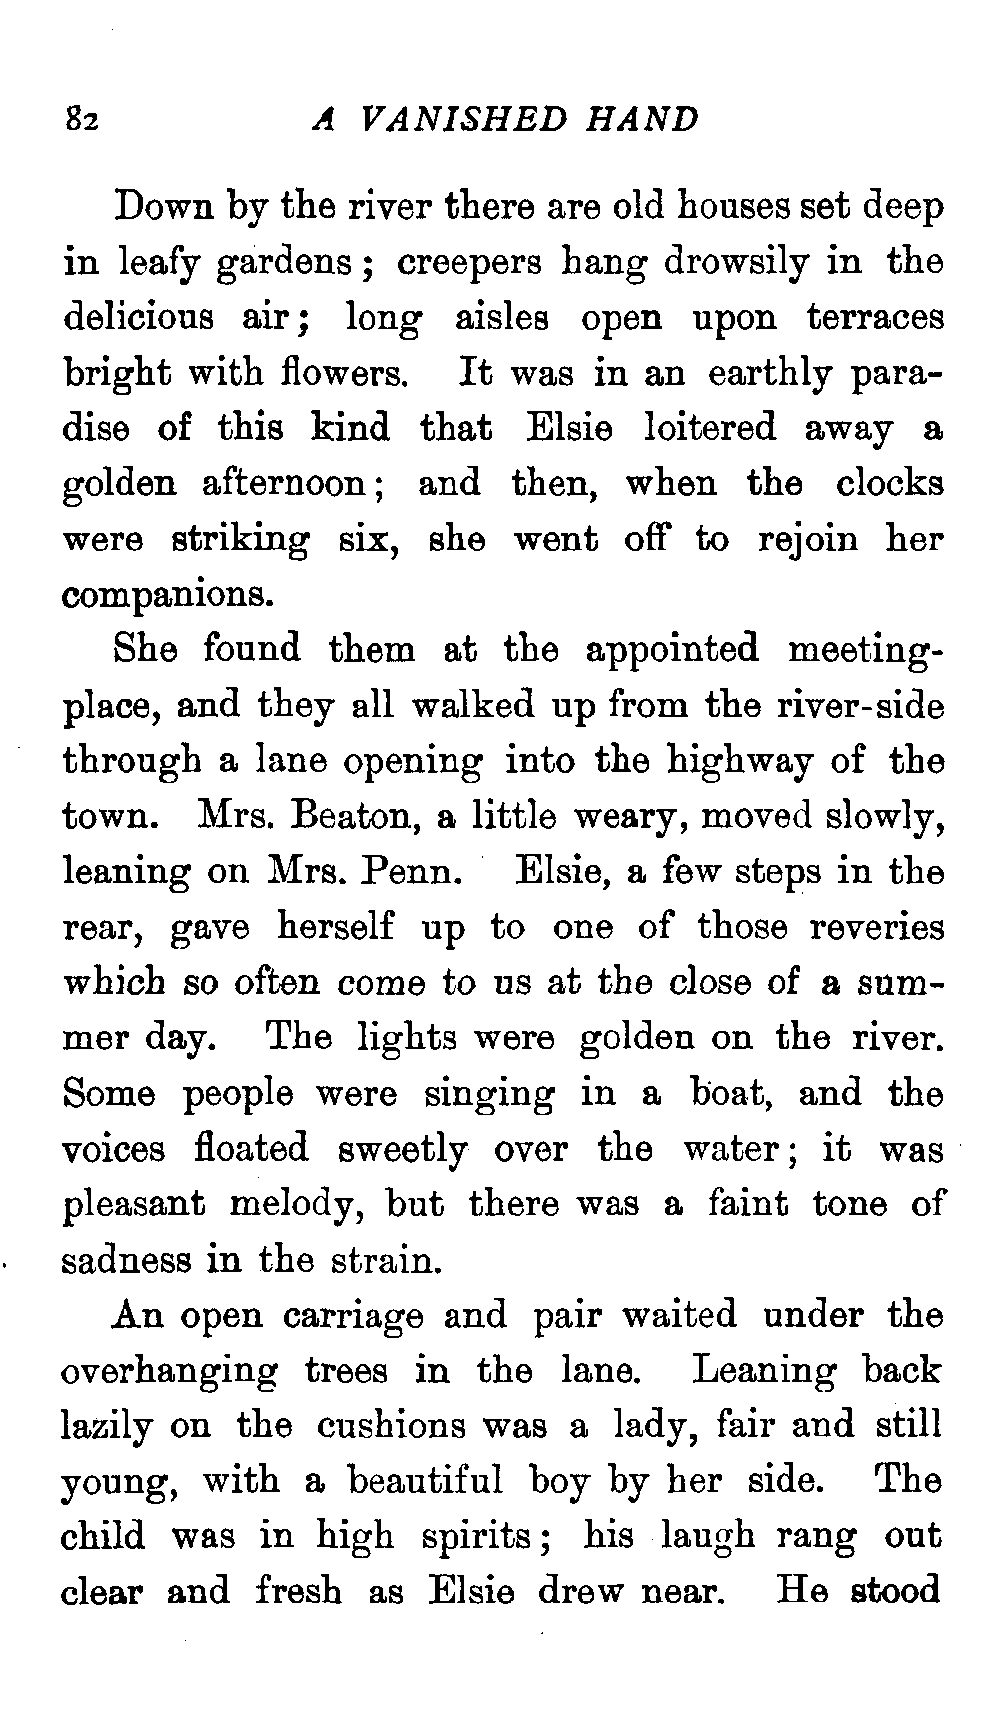 82 A VANISHED HAND
Down by the river there are old houses set deep
in leafy gardens; creepers hang drowsily in the
delicious air; long aisles open upon terraces
bright with flowers. It was in an earthly para-
dise of this kind that Elsie loitered away a
golden afternoon; and then, when the clocks
were striking six, she went off to rejoin her
companions.
She found them at the appointed meeting-
place, and they all walked up from the river-side
through a lane opening into the highway of the
town. Mrs. Beaton, a little weary, moved slowly,
leaning on Mrs. Penn. Elsie, a few steps in the
rear, gave herself up to one of those reveries
which so often come to us at the close of a sum-
mer day. The lights were golden on the river.
Some people were singing in a boat, and the
voices floated sweetly over the water; it was
pleasant melody, but there was a faint tone of
sadness in the strain.
An open carriage and pair waited under the
overhanging trees in the lane. Leaning back
lazily on the cushions was a lady, fair and still
young, with a beautiful boy by her side. The
child was in high spirits; his laugh rang out
clear and fresh as Elsie drew near. He stood